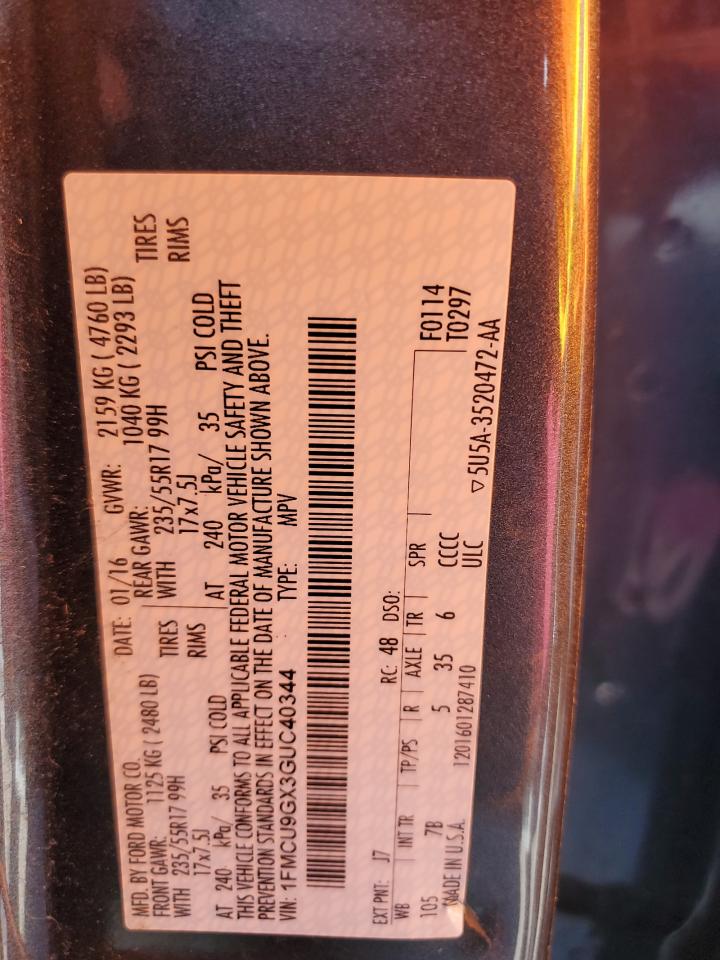 MFD. BY FORD MOTOR CO. DATE: 01/16 GVWR: 2159 KG ( 4760 LB)
FRONT GAWR: 1125 KG ( 2480 LB) REAR GAWR: 1040 KG ( 2293 LB)
WITH 235/55R17 99H TIRES WITH 235/55R17 99H TIRES
17x7.5J RIMS 17x7.5J RIMS
AT 240 kPa/ 35 PSI COLD AT 240 kPa/ 35 PSI COLD
THIS VEHICLE CONFORMS TO ALL APPLICABLE FEDERAL MOTOR VEHICLE SAFETY AND THEFT
PREVENTION STANDARDS IN EFFECT ON THE DATE OF MANUFACTURE SHOWN ABOVE.
VIN: 1FMCU9GX3GUC40344 TYPE: MPV
EXT PNT: J7 RC: 48 DSO: F0114
WB INT TR TP/PS R AXLE TR SPR T0297
105 7B 5 35 6 CCCC
MADE IN U.S.A. 1201601287410 ULC
▽5U5A-3520472-AA